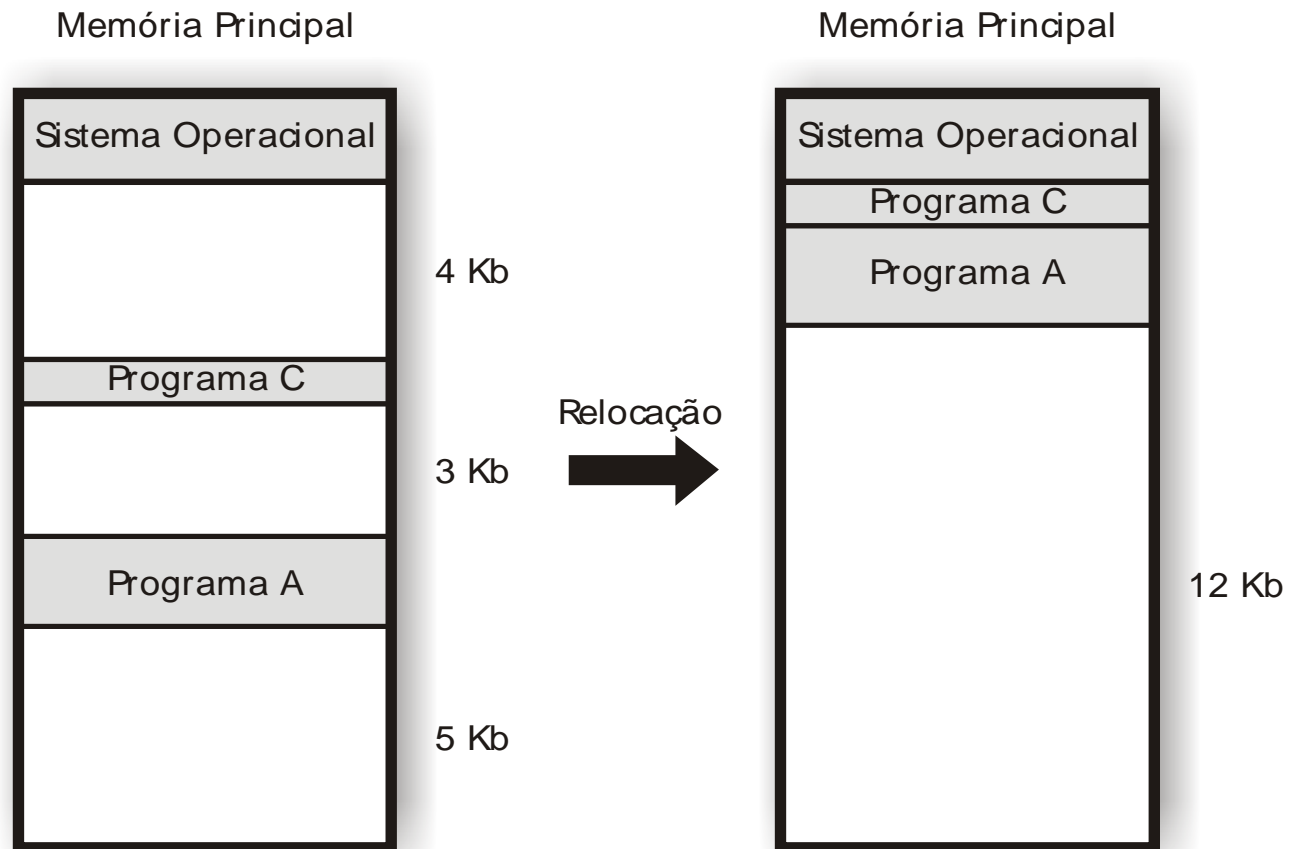 Memória Principal
Sistema Operacional
4 Kb
Programa C
3 Kb
Programa A
5 Kb
Relocação
Memória Principal
Sistema Operacional
Programa C
Programa A
12 Kb